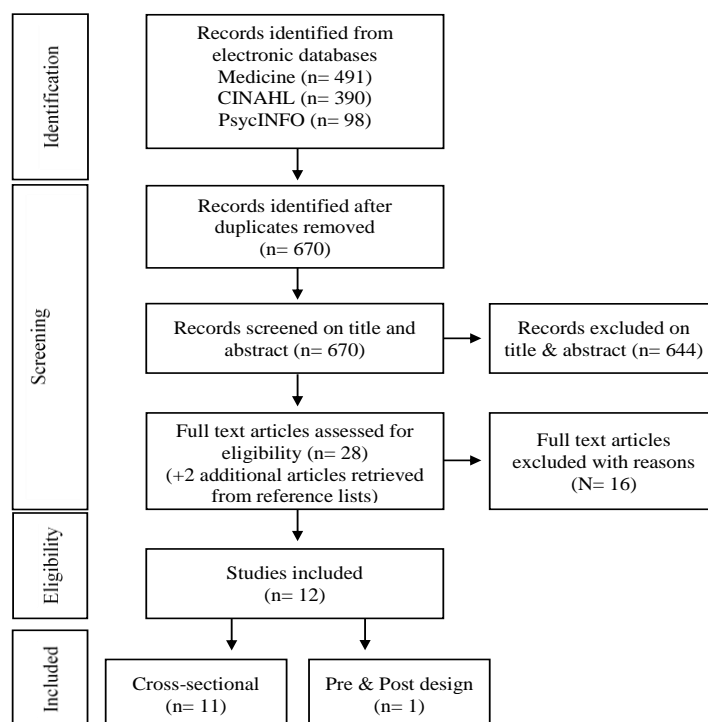 Identification
Records identified from
electronic databases
Medicine (n= 491)
CINAHL (n= 390)
PsycINFO (n= 98)
Screening
Records identified after
duplicates removed
(n= 670)
Records screened on title and
abstract (n= 670)
Records excluded on
title & abstract (n= 644)
Full text articles assessed for
eligibility (n= 28)
(+2 additional articles retrieved
from reference lists)
Full text articles
excluded with reasons
(N= 16)
Eligibility
Studies included
(n= 12)
Included
Cross-sectional
(n= 11)
Pre & Post design
(n= 1)